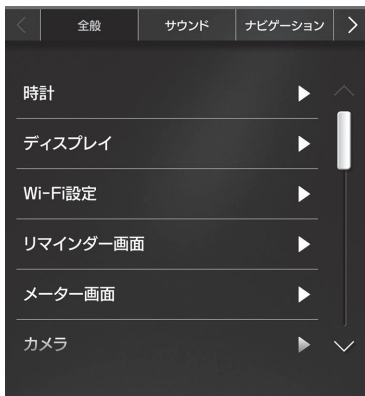 全般 サウンド ナビゲーション
時計
ディスプレイ
Wi-Fi設定
リマインダー画面
メーター画面
カメラ